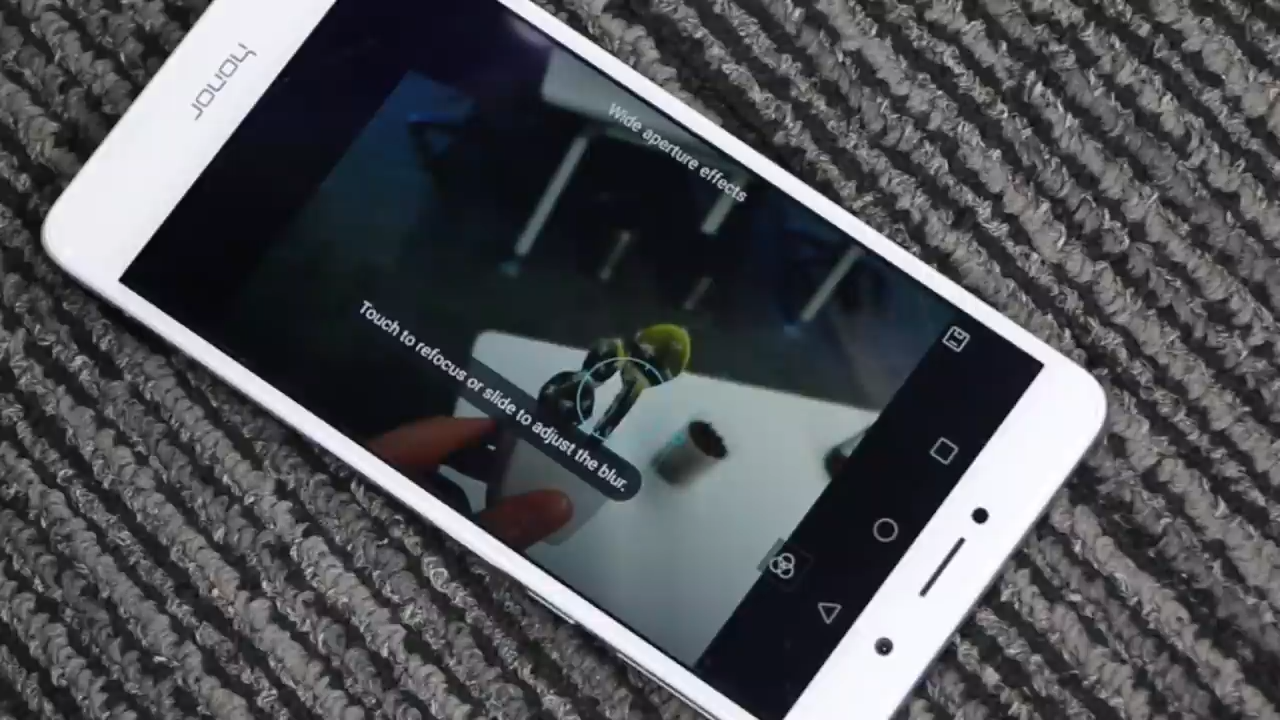 honor
Wide aperture effects
Touch to refocus or slide to adjust the blur.